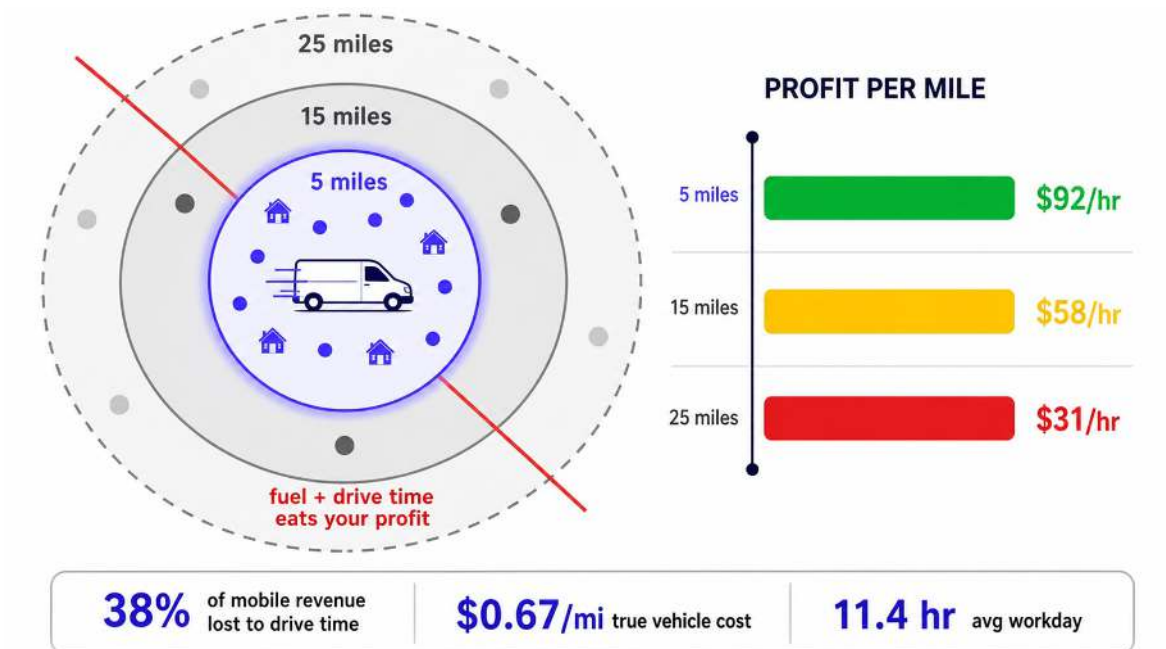 25 miles
15 miles
5 miles
fuel + drive time
eats your profit
PROFIT PER MILE
5 miles
$92/hr
15 miles
$58/hr
25 miles
$31/hr
38%
of mobile revenue
lost to drive time
$0.67/mi true vehicle cost
11.4 hr avg workday